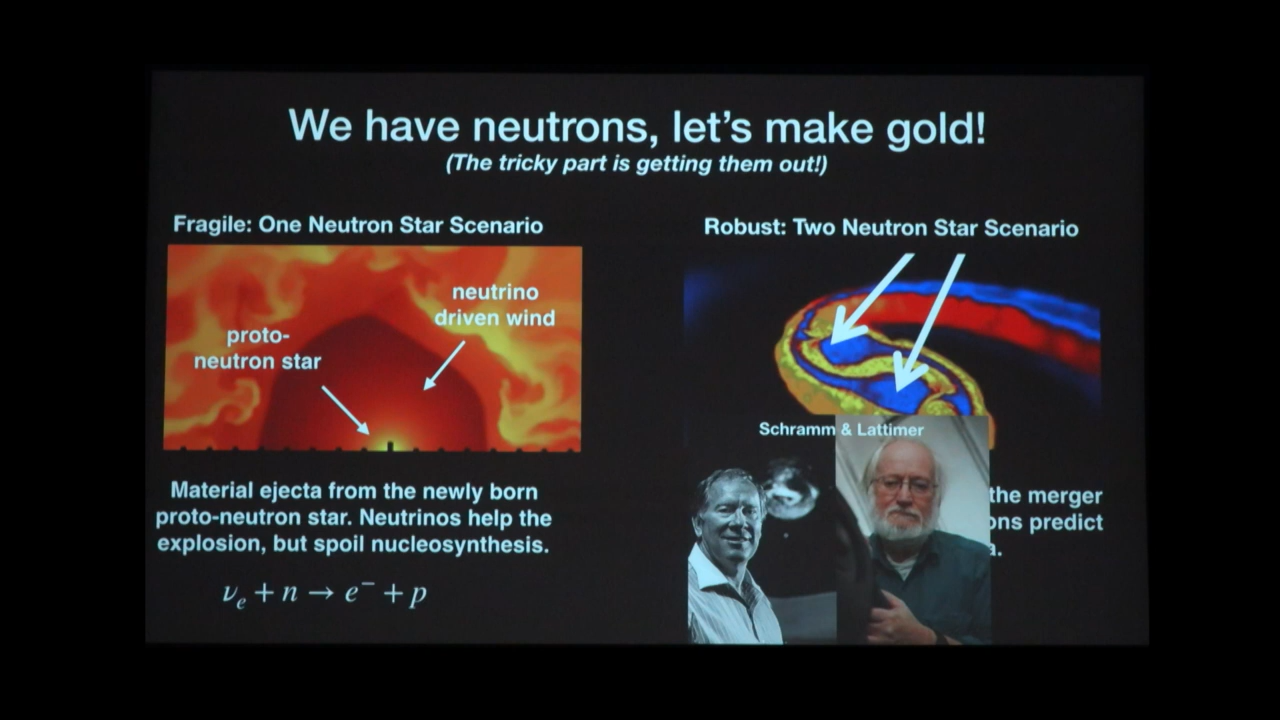 We have neutrons, let's make gold!
(The tricky part is getting them out!)
Fragile: One Neutron Star Scenario
neutrino
driven wind
proto-
neutron star
Material ejecta from the newly born
proto-neutron star. Neutrinos help the
explosion, but spoil nucleosynthesis.
νₑ + n → e⁻ + p
Robust: Two Neutron Star Scenario
Schramm & Lattimer
the merger
predict